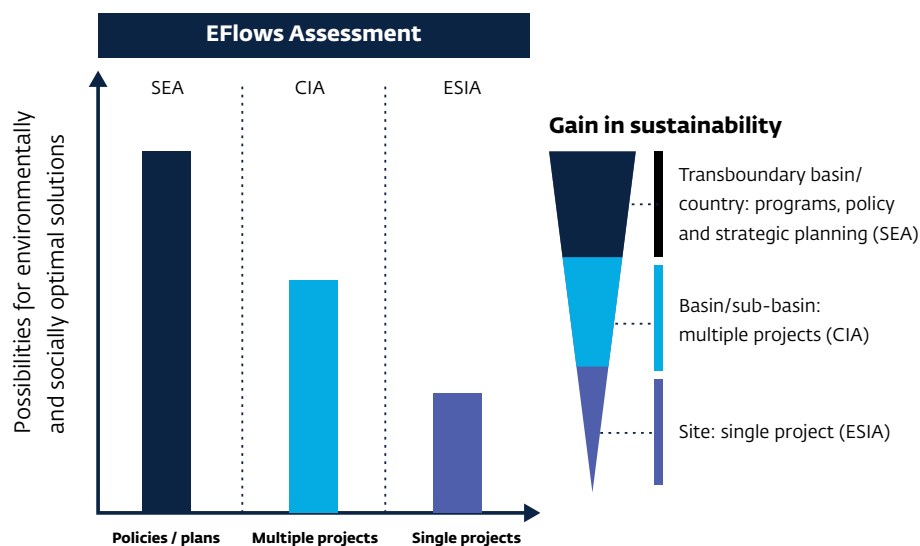 EFlows Assessment
SEA
CIA
ESIA
Possibilities for environmentally
and socially optimal solutions
Policies / plans
Multiple projects
Single projects
Gain in sustainability
Transboundary basin/
country: programs, policy
and strategic planning (SEA)
Basin/sub-basin:
multiple projects (CIA)
Site: single project (ESIA)